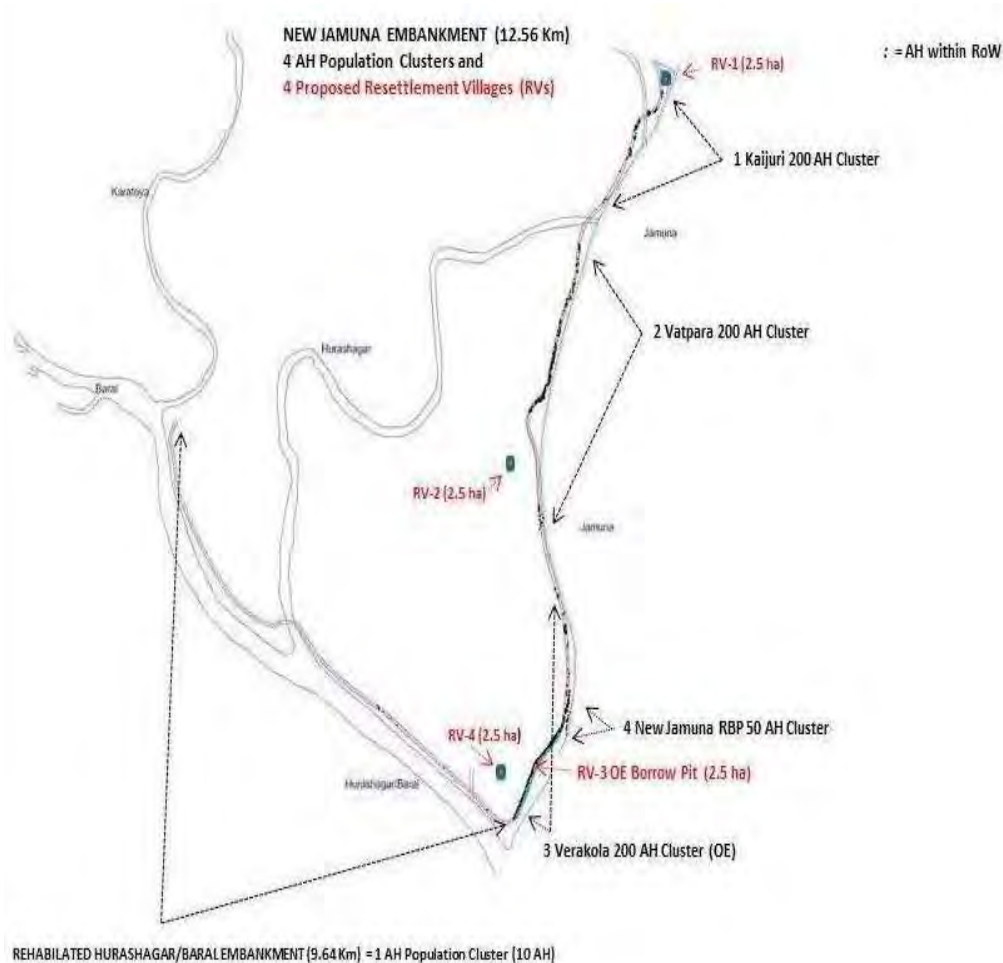 NEW JAMUNA EMBANKMENT (12.56 Km)
4 AH Population Clusters and
4 Proposed Resettlement Villages (RVs)
: = AH within RoW
RV-1 (2.5 ha)
1 Kaijuri 200 AH Cluster
Karatoya
Jamuna
2 Vatpara 200 AH Cluster
Hurashagar
Baral
RV-2 (2.5 ha)
Jamuna
4 New Jamuna RBP 50 AH Cluster
RV-4 (2.5 ha)
RV-3 OE Borrow Pit (2.5 ha)
Hurashagar/Baral
3 Verakola 200 AH Cluster (OE)
REHABILATED HURASHAGAR/BARAL EMBANKMENT (9.64 Km) = 1 AH Population Cluster (10 AH)